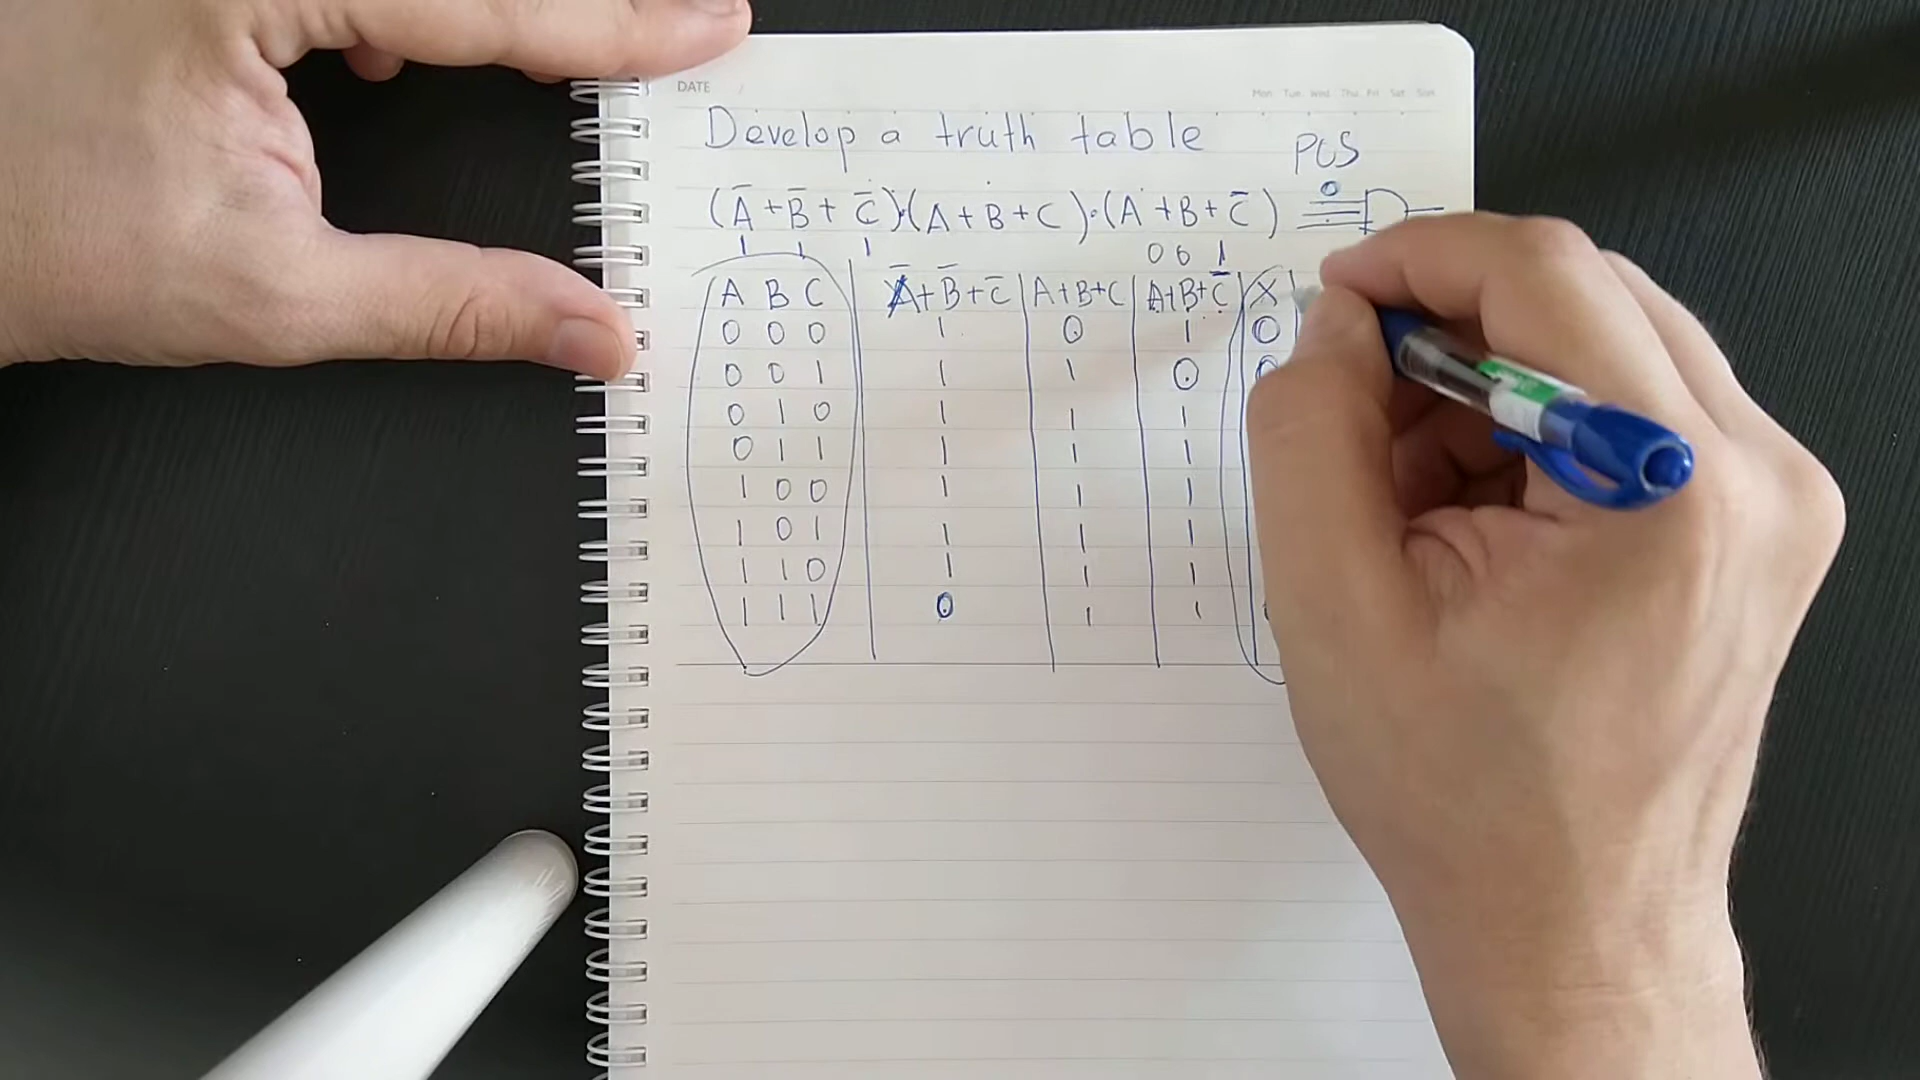 DATE /
Mon Tue Wed Thu Fri Sat Sun
Develop a truth table
POS
(A̅ + B̅ + C̅)·(A + B + C)·(A + B + C̅)
0
1 1 1 0 0 1
A B C A̅+B̅+C̅ A+B+C A+B+C̅ X
0 0 0 1 0 1 0
0 0 1 1 1 0 0
0 1 0 1 1 1
0 1 1 1 1 1
1 0 0 1 1 1
1 0 1 1 1 1
1 1 0 1 1 1
1 1 1 0 1 1